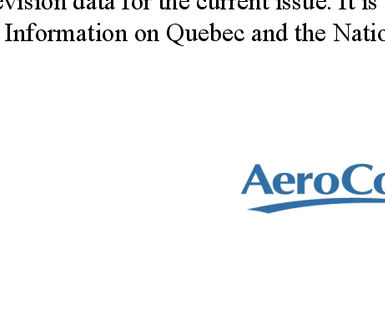 evision data for the current issue. It is
Information on Quebec and the Natio
AeroCo